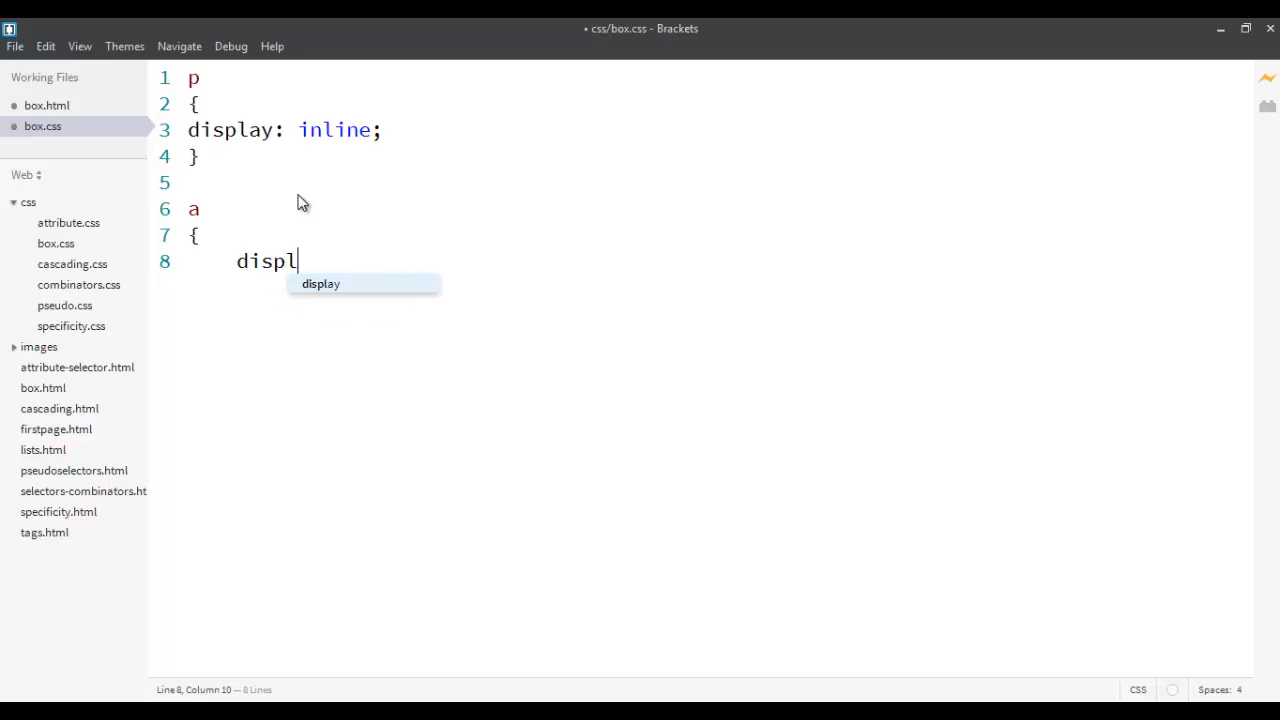 • css/box.css - Brackets
File Edit View Themes Navigate Debug Help
Working Files
box.html
box.css
Web
css
attribute.css
box.css
cascading.css
combinators.css
pseudo.css
specificity.css
images
attribute-selector.html
box.html
cascading.html
firstpage.html
lists.html
pseudoselectors.html
selectors-combinators.ht
specificity.html
tags.html
1 p
2 {
3 display: inline;
4 }
5
6 a
7 {
8 displ
display
Line 8, Column 10 — 8 Lines
CSS
Spaces: 4